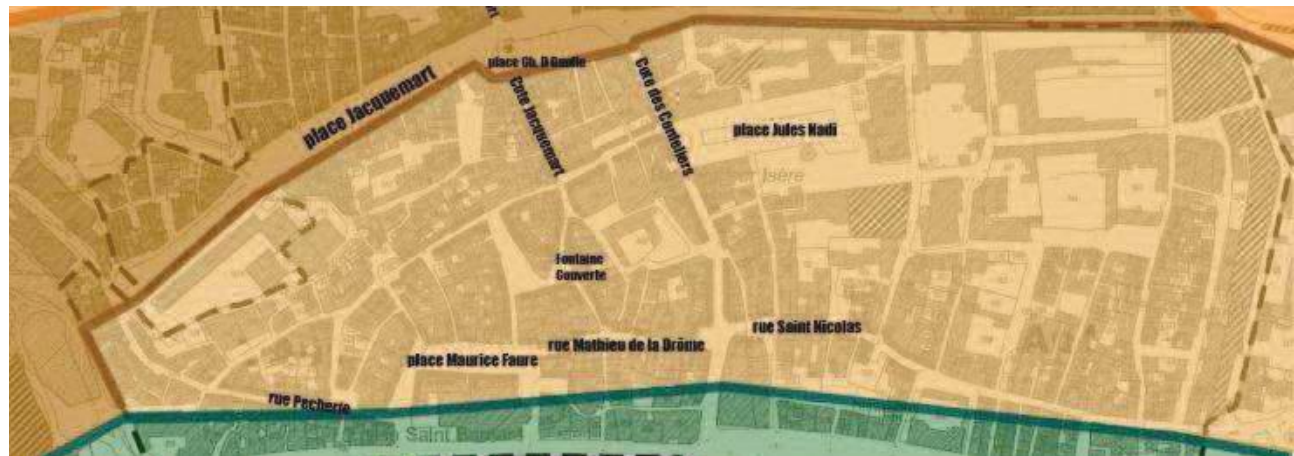 place Ch. D Gaulle
place Jacquemart
Cote Jacquemart
Cote des Cordeliers
place Jules Nadi
Isère
Fontaine
Couverte
rue Saint Nicolas
rue Mathieu de la Drôme
place Maurice Faure
rue Pecherie
Saint